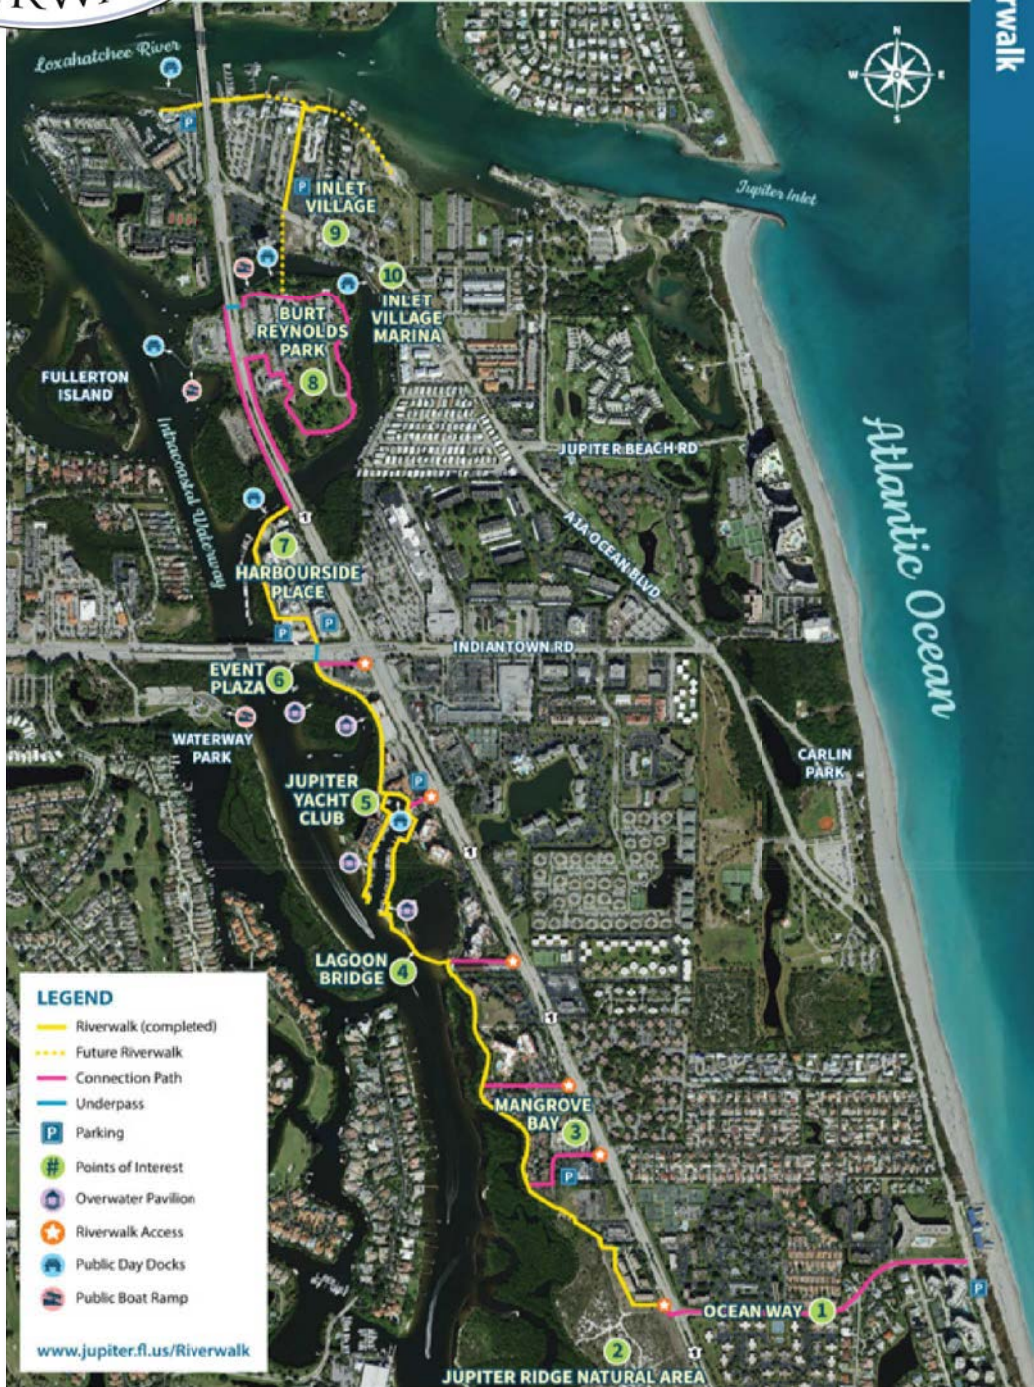 rwalk
Loxahatchee River
N
W
E
S
Jupiter Inlet
P
P
INLET
VILLAGE
9
10
INLET
VILLAGE
MARINA
BURT
REYNOLDS
PARK
8
FULLERTON
ISLAND
Intracoastal Waterway
JUPITER BEACH RD
Atlantic Ocean
1
7
HARBOURSIDE
PLACE
A1A OCEAN BLVD
P
P
INDIANTOWN RD
EVENT
PLAZA
6
WATERWAY
PARK
CARLIN
PARK
P
JUPITER
YACHT
CLUB
5
1
LAGOON
BRIDGE
4
1
MANGROVE
BAY
3
P
P
OCEAN WAY
1
2
1
JUPITER RIDGE NATURAL AREA
LEGEND
Riverwalk (completed)
Future Riverwalk
Connection Path
Underpass
P
Parking
#
Points of Interest
Overwater Pavilion
Riverwalk Access
Public Day Docks
Public Boat Ramp
www.jupiter.fl.us/Riverwalk